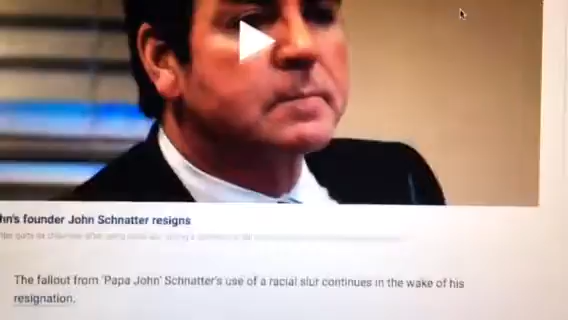 hn's founder John Schnatter resigns
The fallout from 'Papa John' Schnatter's use of a racial slur continues in the wake of his
resignation.